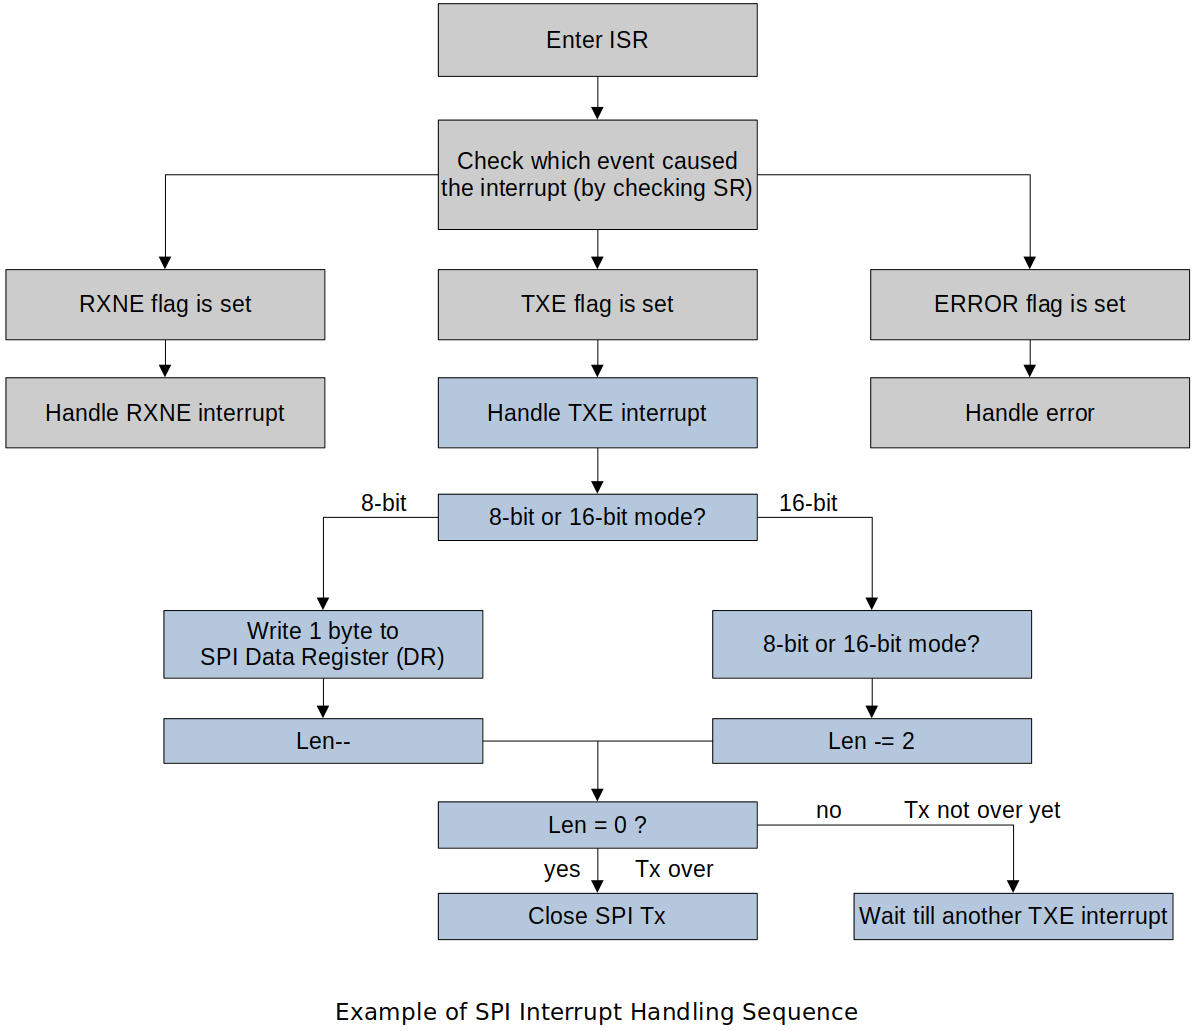 Enter ISR
Check which event caused
the interrupt (by checking SR)
RXNE flag is set
TXE flag is set
ERROR flag is set
Handle RXNE interrupt
Handle TXE interrupt
Handle error
8-bit
8-bit or 16-bit mode?
16-bit
Write 1 byte to
SPI Data Register (DR)
8-bit or 16-bit mode?
Len--
Len -= 2
Len = 0 ?
no
Tx not over yet
yes
Tx over
Close SPI Tx
Wait till another TXE interrupt
Example of SPI Interrupt Handling Sequence